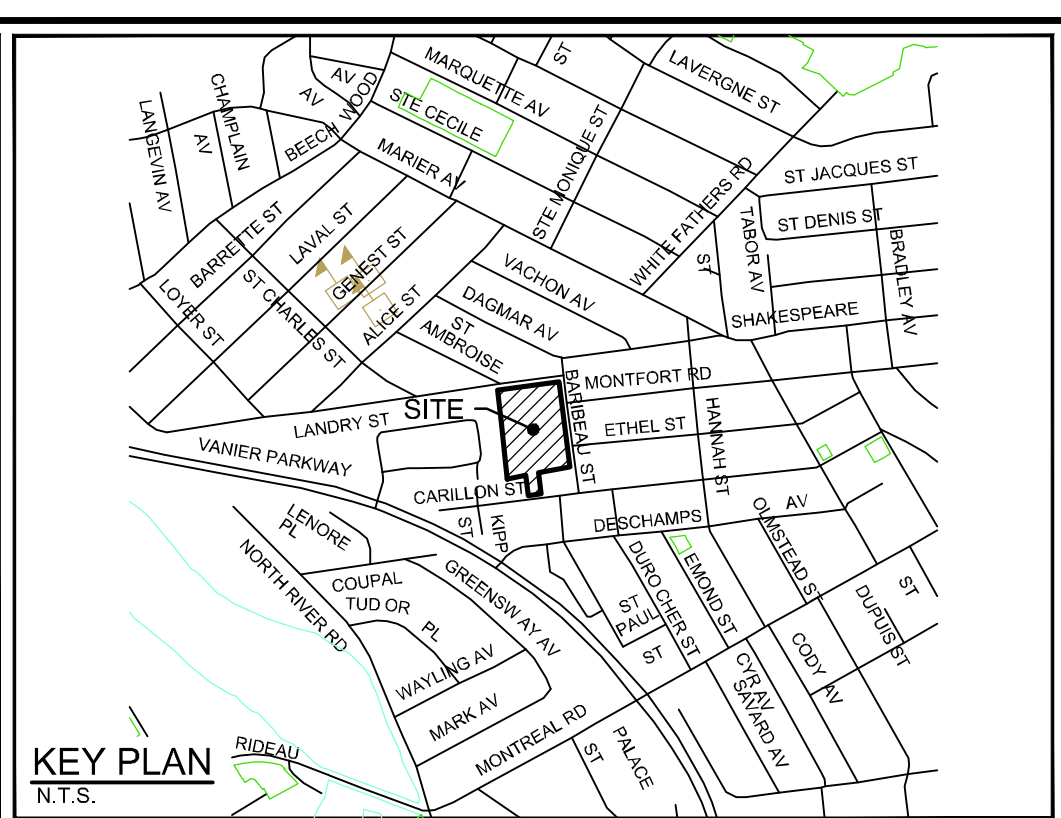 MARQUETTE AV
ST
LAVERGNE ST
AV
AV
BEECH WOOD
CHAMPLAIN
AV
LANGEVIN AV
STE CECILE
MARIER AV
STE MONIQUE ST
WHITE FATHERS RD
ST JACQUES ST
ST DENIS ST
TABOR AV
ST
BRADLEY AV
SHAKESPEARE
BARRETTE ST
LAVAL ST
GENEST ST
ALICE ST
LOYER ST
ST CHARLES ST
VACHON AV
DAGMAR AV
ST
AMBROISE
MONTFORT RD
BARIBEAU ST
ETHEL ST
HANNAH ST
SITE
LANDRY ST
VANIER PARKWAY
CARILLON ST
ST
KIPP
DESCHAMPS
AV
OLMSTEAD ST
LENORE
PL
NORTH RIVER RD
COUPAL
TUD OR
PL
GREENSWAY AV
WAYLING AV
MARK AV
MONTREAL RD
ST
PAUL
ST
DURO CHER ST
EMOND ST
CYR AV
SAVARD AV
CODY AV
DUPUIS ST
ST
PALACE
ST
RIDEAU
KEY PLAN
N.T.S.